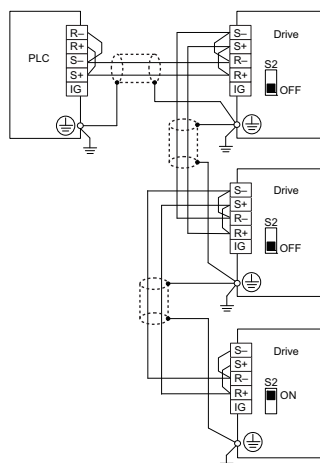 PLC
R–
R+
S–
S+
IG
S–
S+
R–
R+
IG
Drive
S2
OFF
S–
S+
R–
R+
IG
Drive
S2
OFF
S–
S+
R–
R+
IG
Drive
S2
ON